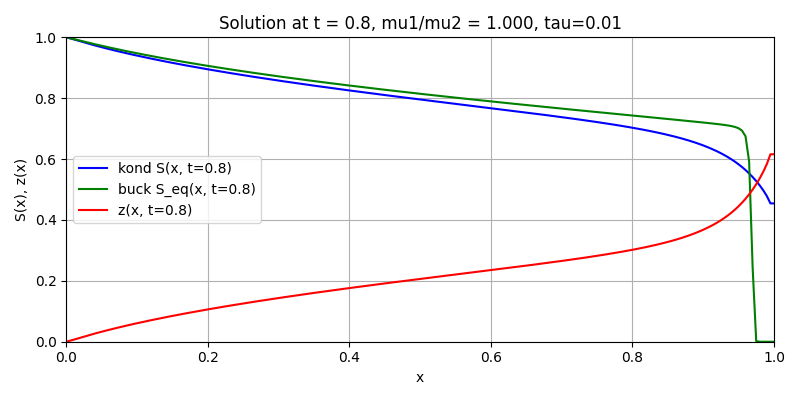 Solution at t = 0.8, mu1/mu2 = 1.000, tau=0.01
S(x), z(x)
1.0
0.8
0.6
0.4
0.2
0.0
kond S(x, t=0.8)
buck S_eq(x, t=0.8)
z(x, t=0.8)
0.0 0.2 0.4 0.6 0.8 1.0
x